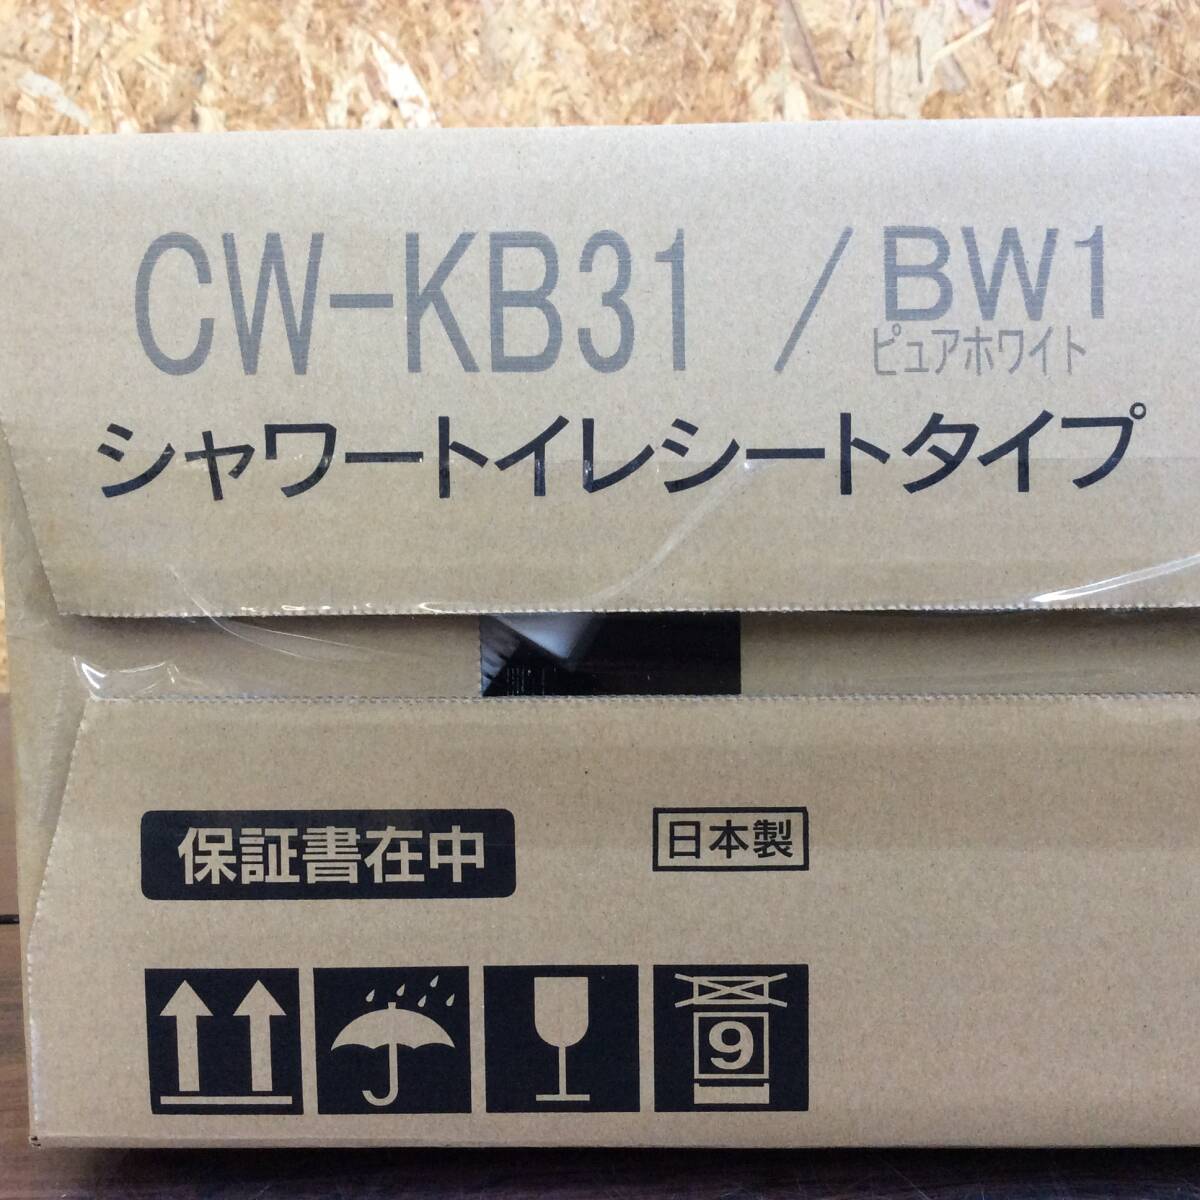 CW-KB31 / BW1
ピュアホワイト
シャワートイレシートタイプ
保証書在中
日本製
9